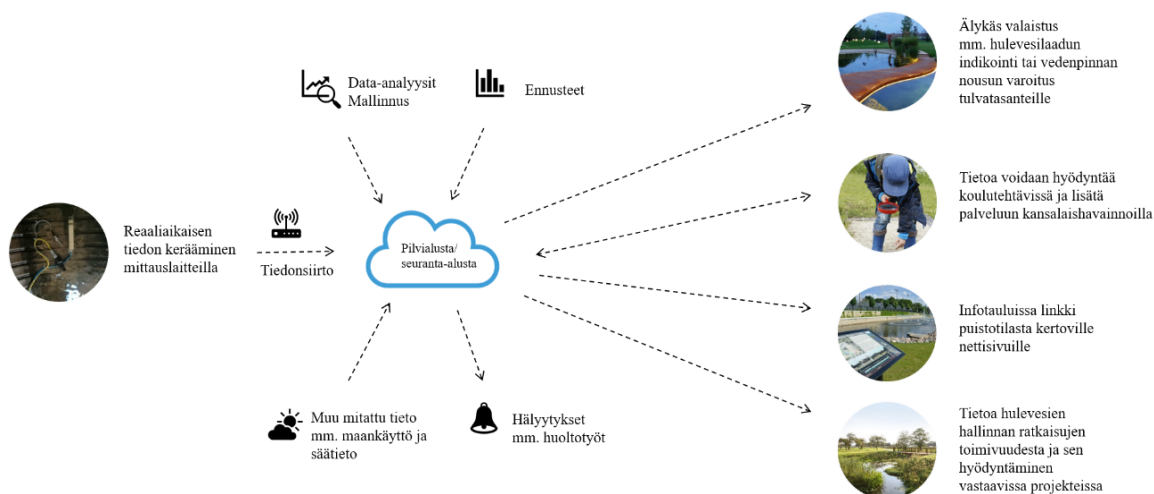 Data-analyysit
Mallinnus
Ennusteet
Reaaliaikaisen
tiedon kerääminen
mittauslaitteilla
Tiedonsiirto
Pilvialusta/
seuranta-alusta
Muu mitattu tieto
mm. maankäyttö ja
säätieto
Hälyytykset
mm. huoltotyöt
Älykäs valaistus
mm. hulevesilaadun
indikointi tai vedenpinnan
nousun varoitus
tulvatasanteille
Tietoa voidaan hyödyntää
koulutehtävissä ja lisätä
palveluun kansalaishavainnoilla
Infotauluissa linkki
puistotilasta kertoville
nettisivuille
Tietoa hulevesien
hallinnan ratkaisujen
toimivuudesta ja sen
hyödyntäminen
vastaavissa projekteissa